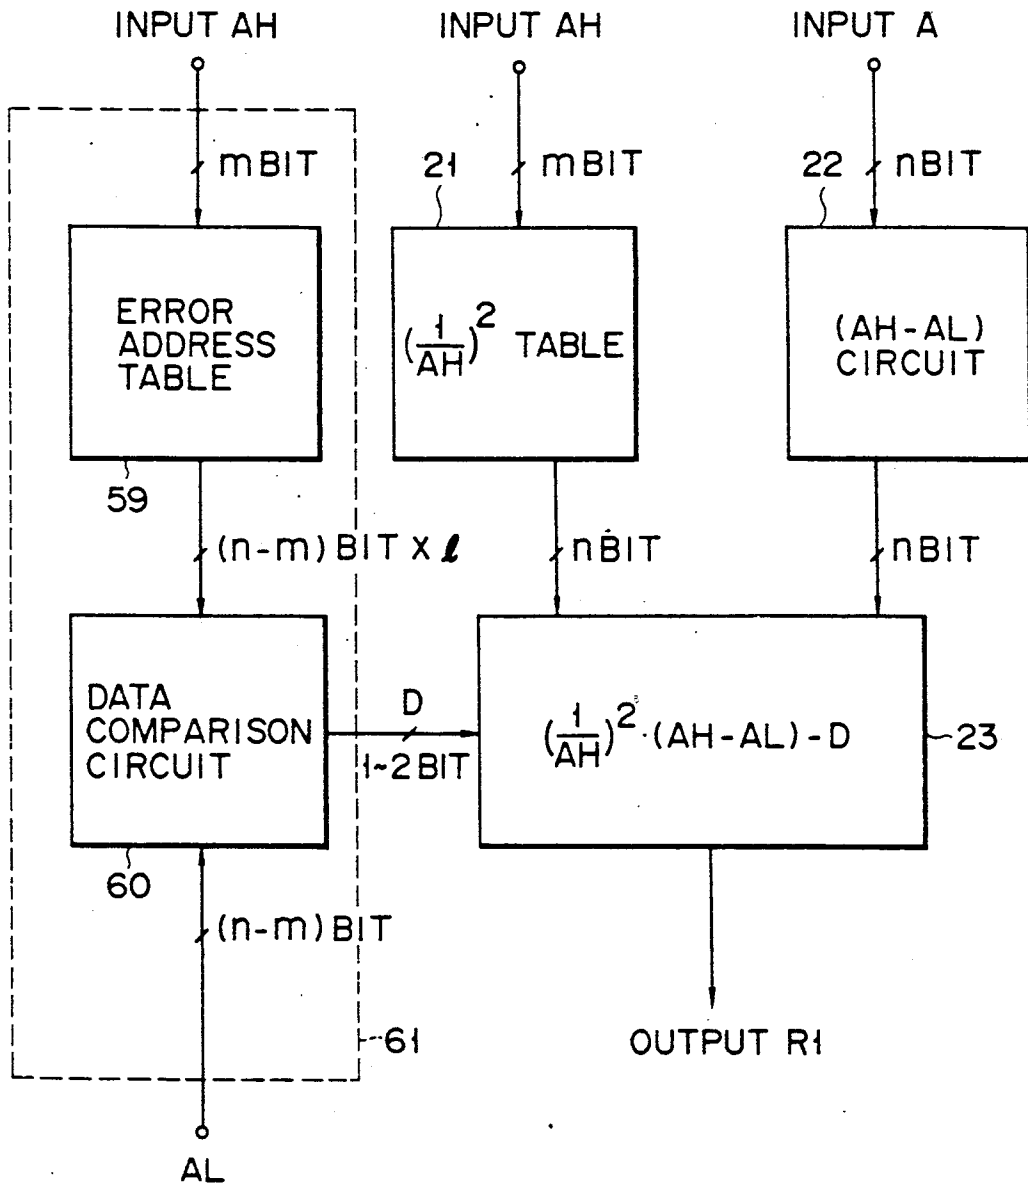 INPUT AH
INPUT AH
INPUT A
mBIT
21
mBIT
22
nBIT
ERROR
ADDRESS
TABLE
(1/AH)² TABLE
(AH-AL)
CIRCUIT
59
(n-m) BIT X ℓ
nBIT
nBIT
DATA
COMPARISON
CIRCUIT
D
1~2 BIT
(1/AH)²·(AH-AL)-D
23
60
(n-m) BIT
61
OUTPUT R1
AL